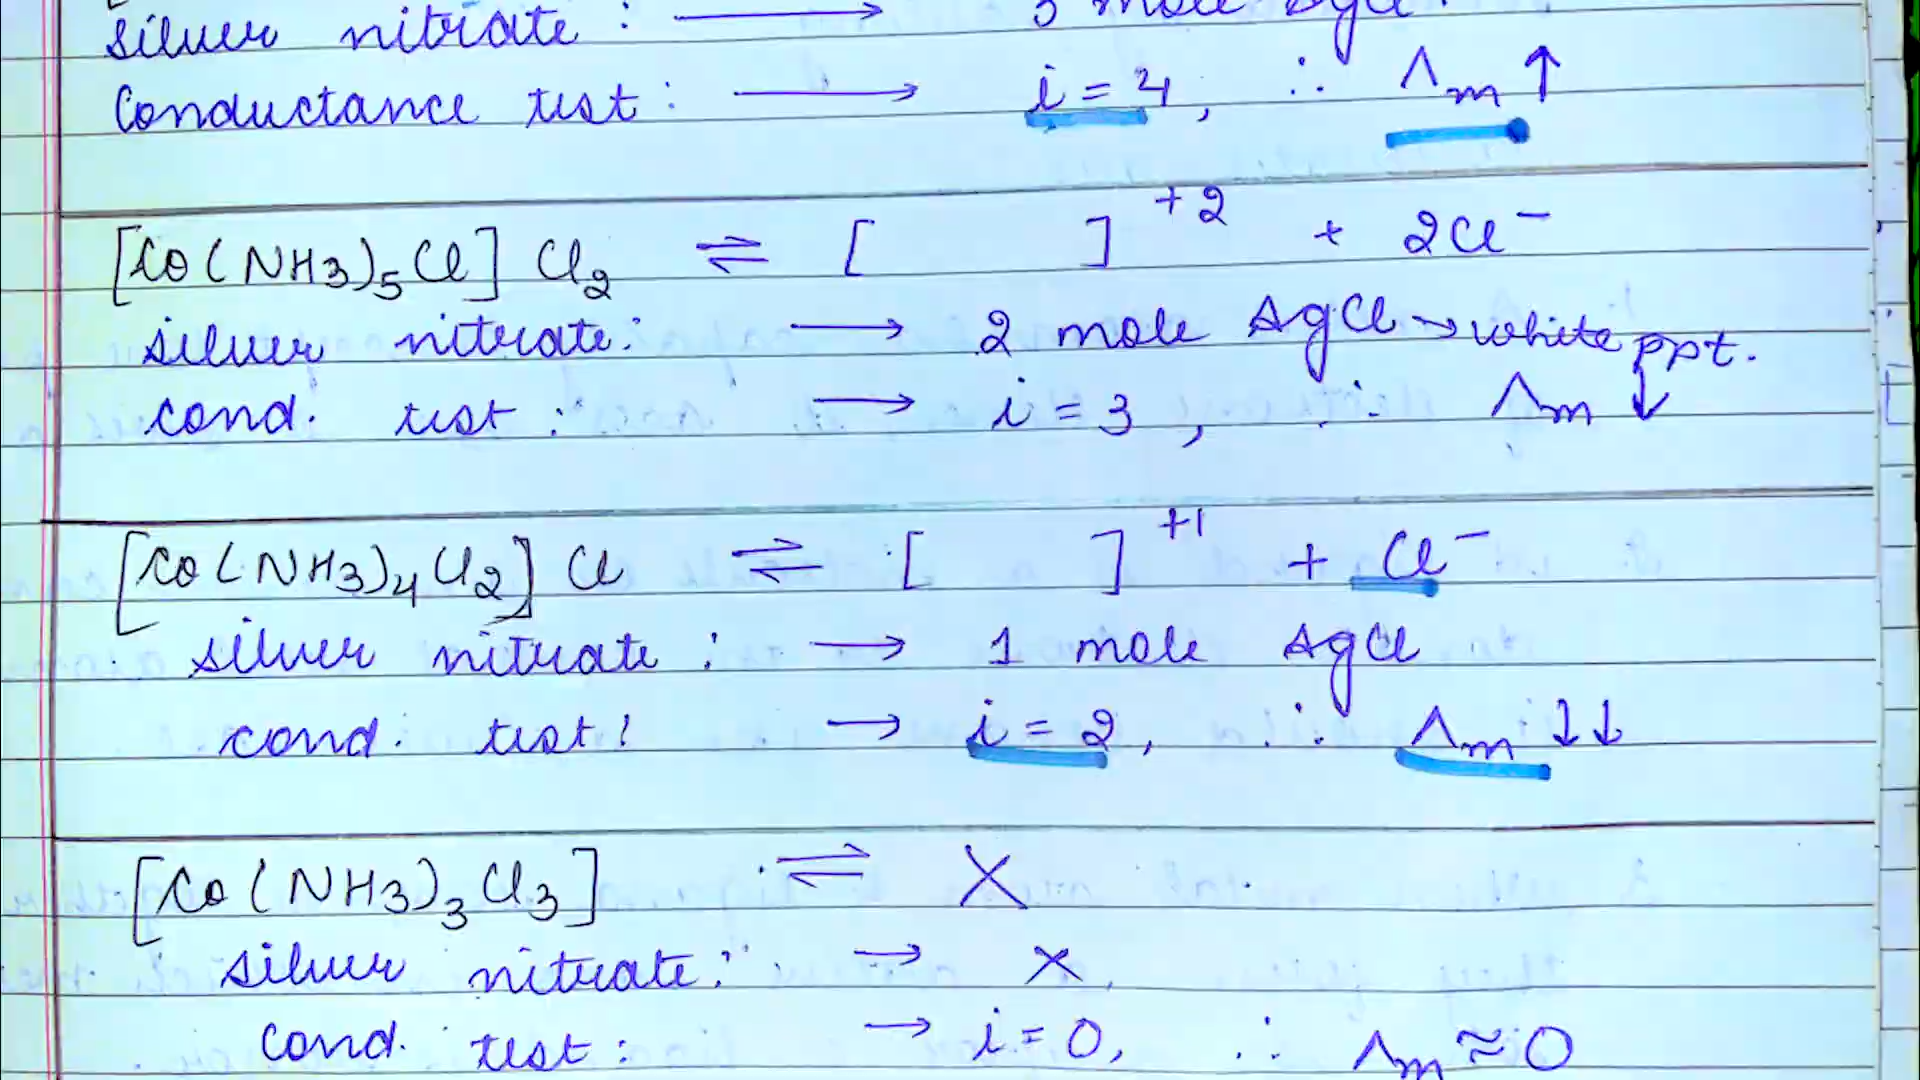 silver nitrate : → 3 mole AgCl
Conductance test : → i = 4, ∴ Λm ↑
[Co(NH3)5Cl] Cl2 ⇌ [ ]+2 + 2Cl−
silver nitrate: → 2 mole AgCl → white ppt.
cond. test : → i = 3, ∴ Λm ↓
[Co(NH3)4Cl2] Cl ⇌ [ ]+1 + Cl−
silver nitrate : → 1 mole AgCl
cond. test : → i = 2, ∴ Λm ↓↓
[Co(NH3)3Cl3] ⇌ X
silver nitrate: → x
cond. test : → i = 0, ∴ Λm ≈ 0